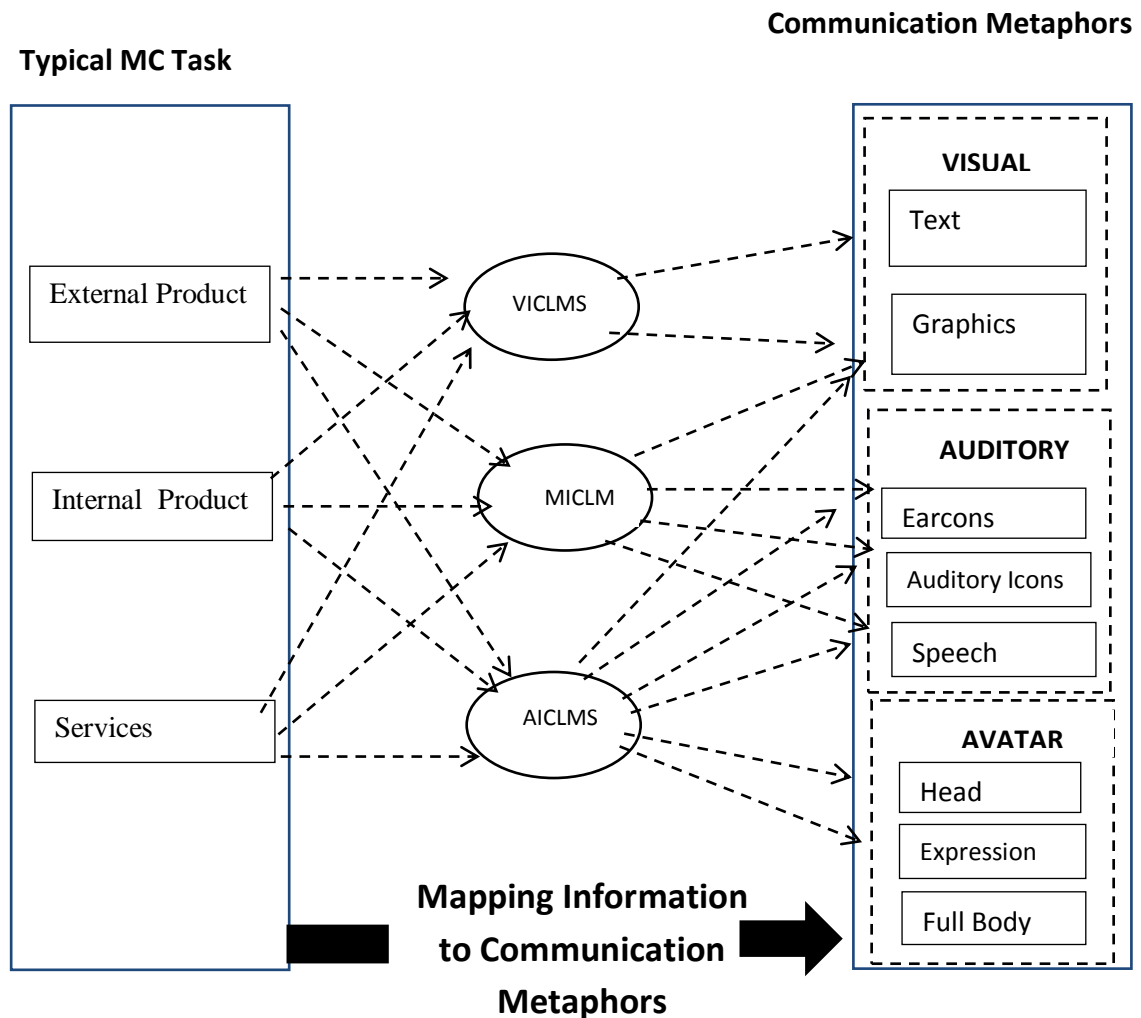 Communication Metaphors
Typical MC Task
External Product
Internal Product
Services
VICLMS
MICLM
AICLMS
VISUAL
Text
Graphics
AUDITORY
Earcons
Auditory Icons
Speech
AVATAR
Head
Expression
Full Body
Mapping Information
to Communication
Metaphors